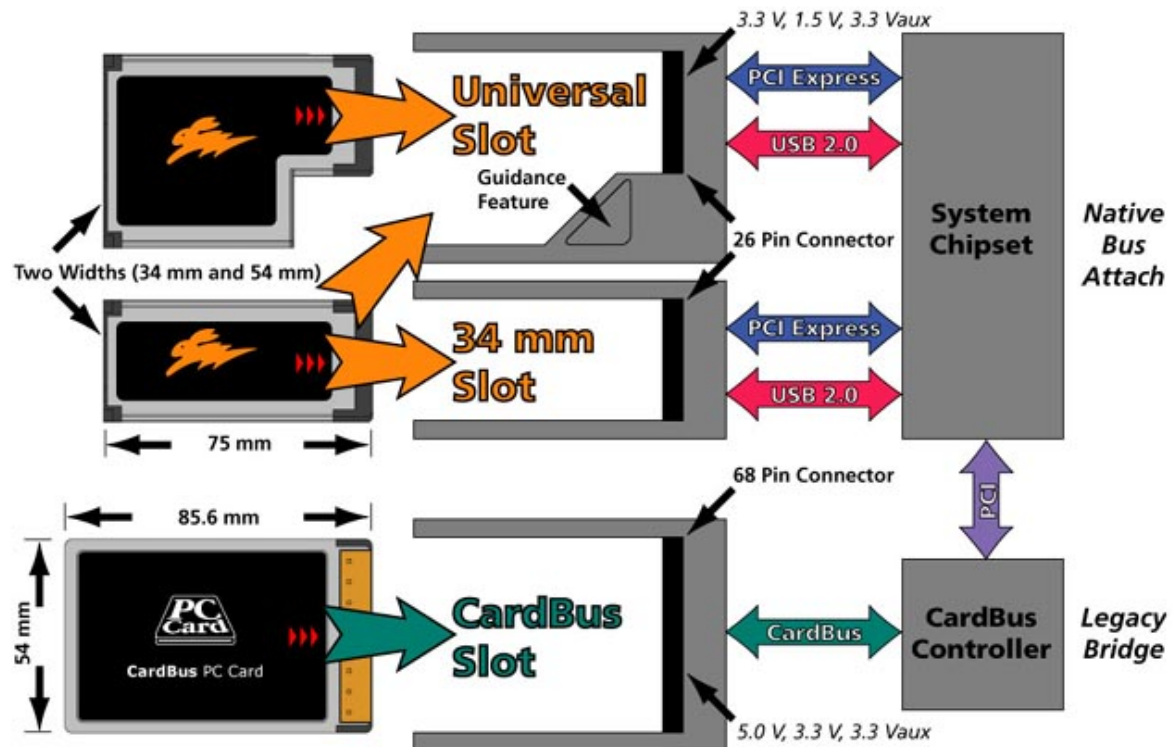 3.3 V, 1.5 V, 3.3 Vaux
Universal
Slot
PCI Express
USB 2.0
Guidance
Feature
26 Pin Connector
System
Chipset
Native
Bus
Attach
Two Widths (34 mm and 54 mm)
34 mm
Slot
PCI Express
USB 2.0
75 mm
68 Pin Connector
PCI
85.6 mm
54 mm
PC
Card
CardBus PC Card
CardBus
Slot
CardBus
CardBus
Controller
Legacy
Bridge
5.0 V, 3.3 V, 3.3 Vaux